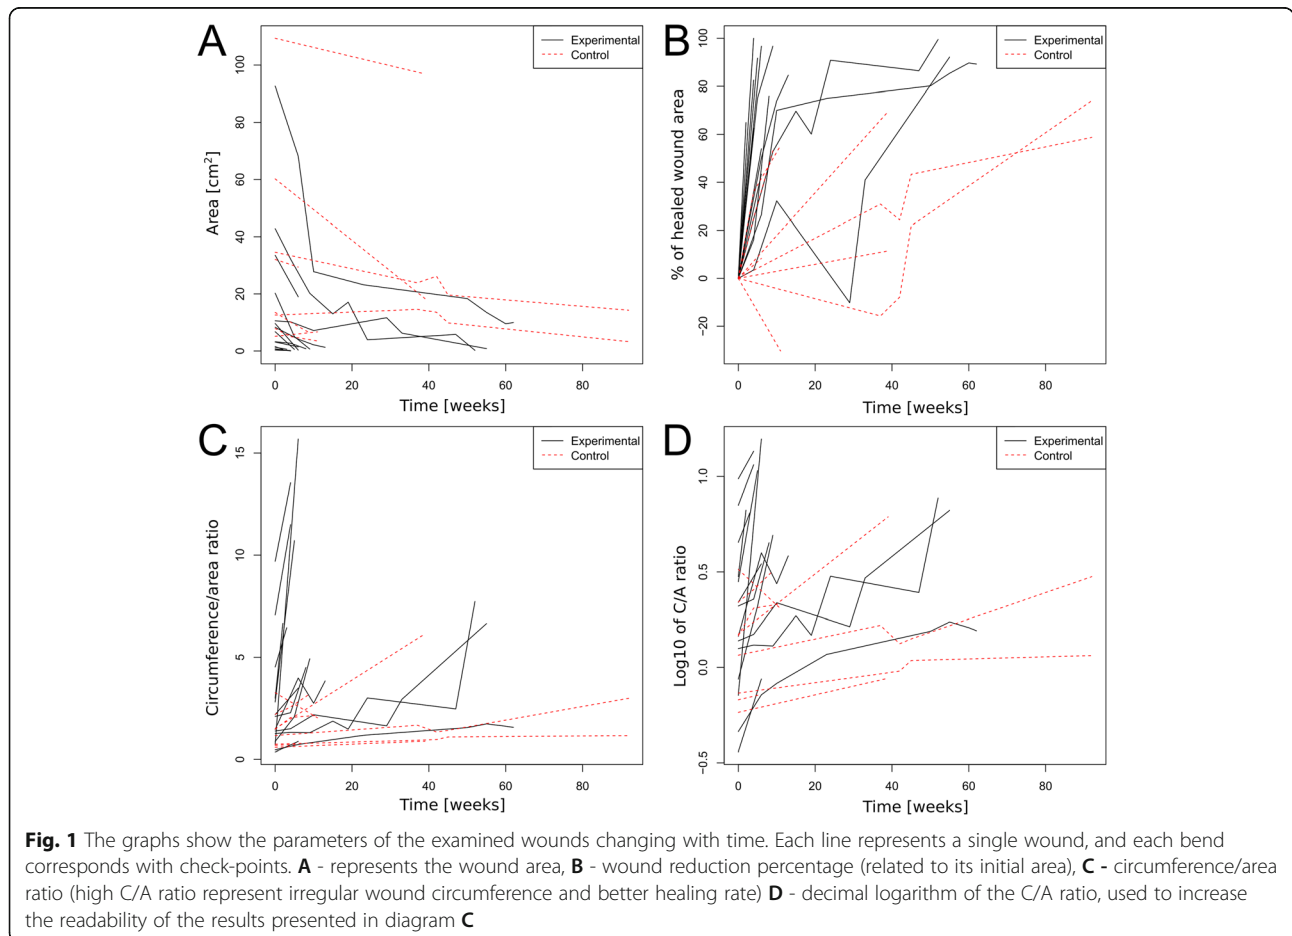 A
Area [cm²]
100
80
60
40
20
0
Experimental
Control
0 20 40 60 80
Time [weeks]
B
% of healed wound area
100
80
60
40
20
0
−20
Experimental
Control
0 20 40 60 80
Time [weeks]
C
Circumference/area ratio
15
10
5
0
Experimental
Control
0 20 40 60 80
Time [weeks]
D
Log10 of C/A ratio
1.0
0.5
0.0
−0.5
Experimental
Control
0 20 40 60 80
Time [weeks]
Fig. 1 The graphs show the parameters of the examined wounds changing with time. Each line represents a single wound, and each bend
corresponds with check-points. A - represents the wound area, B - wound reduction percentage (related to its initial area), C - circumference/area
ratio (high C/A ratio represent irregular wound circumference and better healing rate) D - decimal logarithm of the C/A ratio, used to increase
the readability of the results presented in diagram C